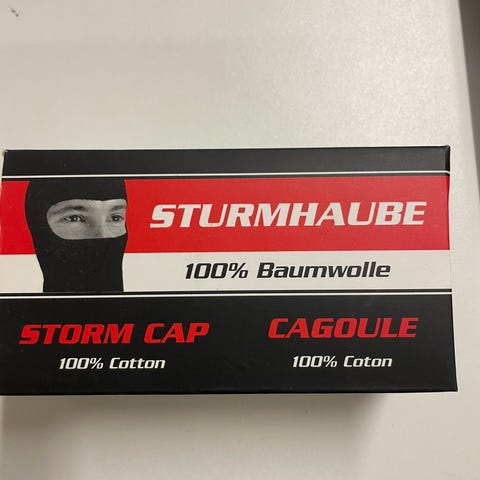 STURMHAUBE
100% Baumwolle
STORM CAP
100% Cotton
CAGOULE
100% Coton